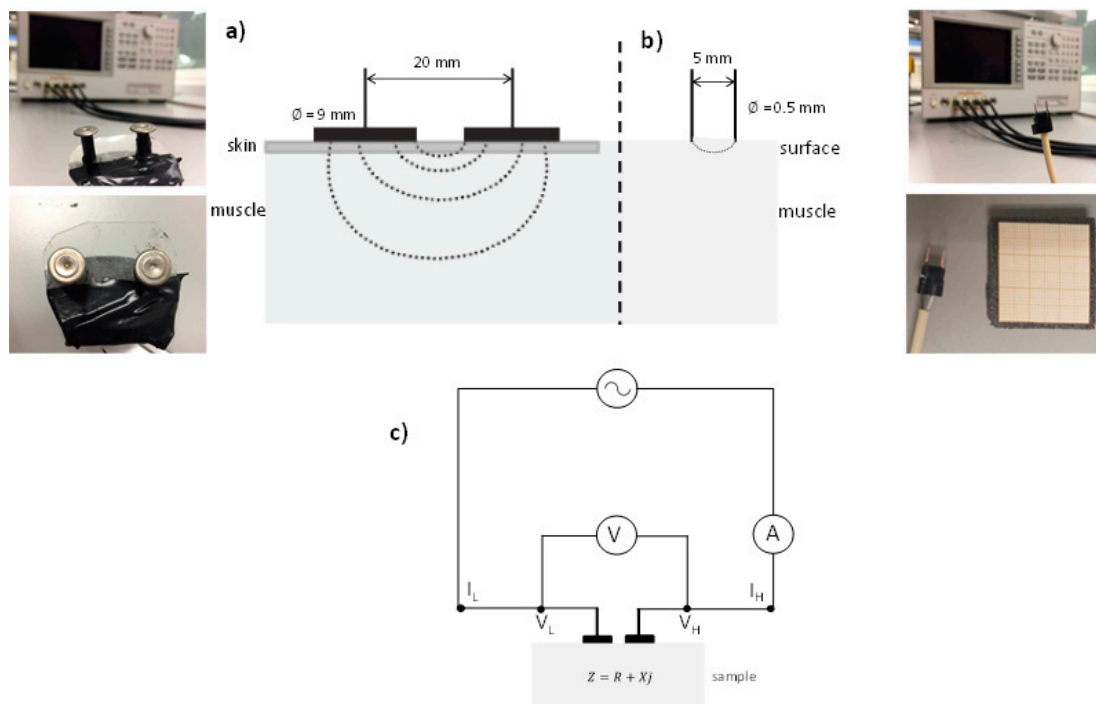 a)
20 mm
Ø = 9 mm
skin
muscle
b)
5 mm
Ø =0.5 mm
surface
muscle
c)
V
A
I_L
I_H
V_L
V_H
Z = R + Xj
sample